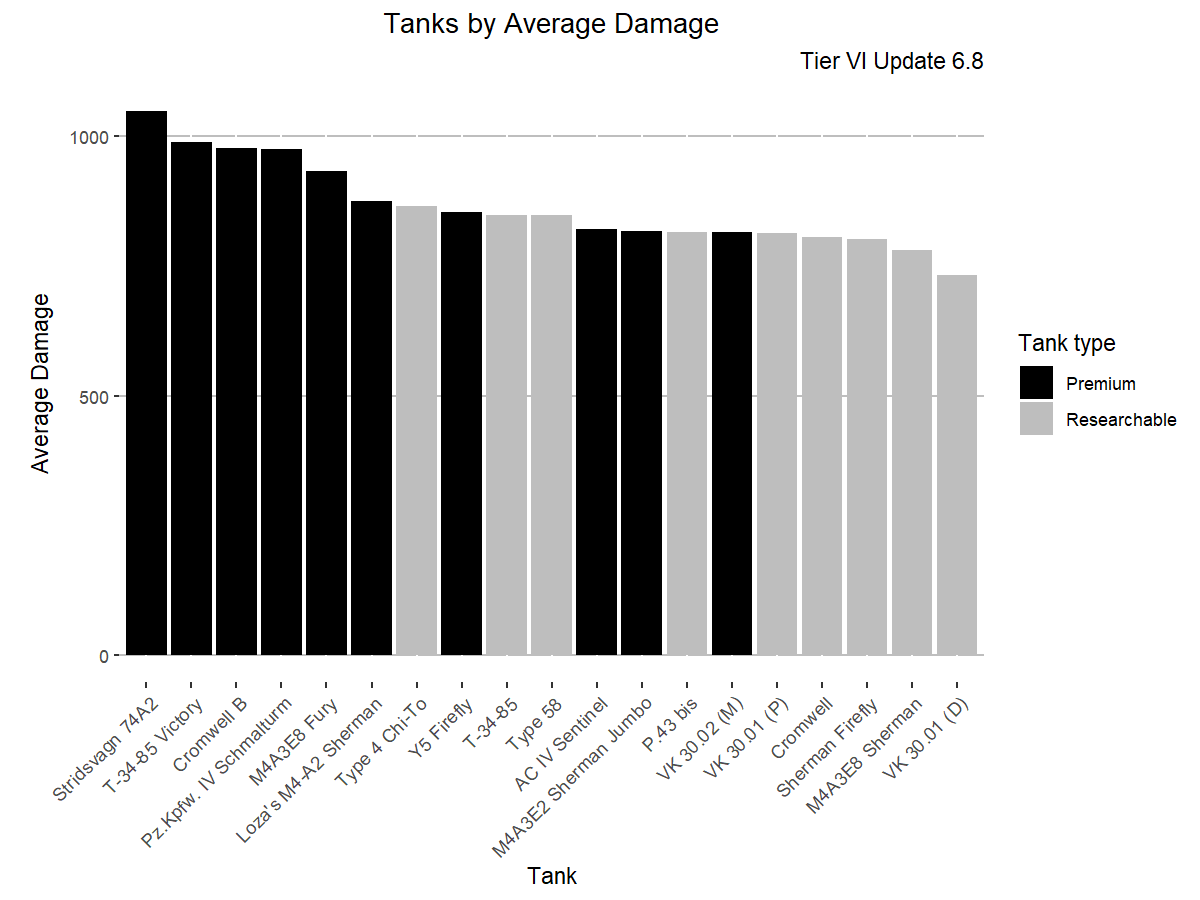 Tanks by Average Damage
Tier VI Update 6.8
Average Damage
1000
500
0
Stridsvagn 74A2
T-34-85 Victory
Cromwell B
Pz.Kpfw. IV Schmalturm
M4A3E8 Fury
Loza's M4-A2 Sherman
Type 4 Chi-To
Y5 Firefly
T-34-85
Type 58
AC IV Sentinel
M4A3E2 Sherman Jumbo
P.43 bis
VK 30.02 (M)
VK 30.01 (P)
Cromwell
Sherman Firefly
M4A3E8 Sherman
VK 30.01 (D)
Tank
Tank type
Premium
Researchable